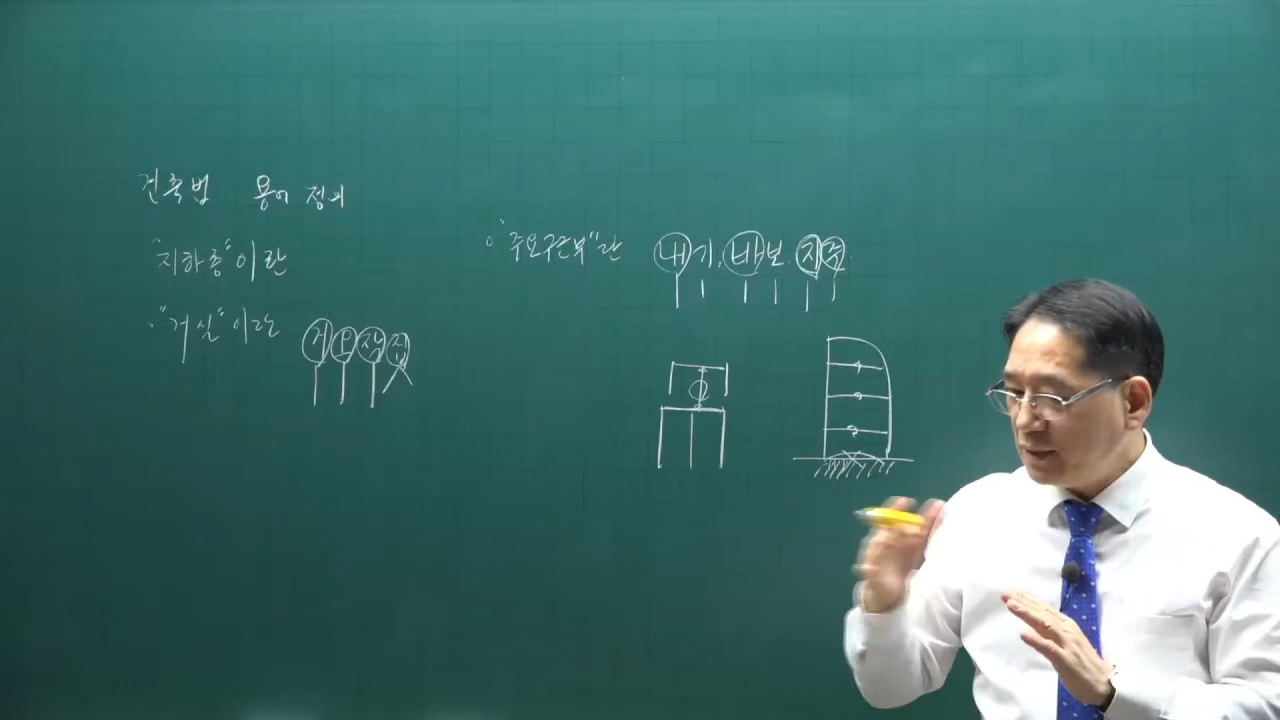 건축법 용어 정의
"지하층"이란
· "거실"이란
거 오 작 집
○ "주요구조부"란 내기, 바보 지주